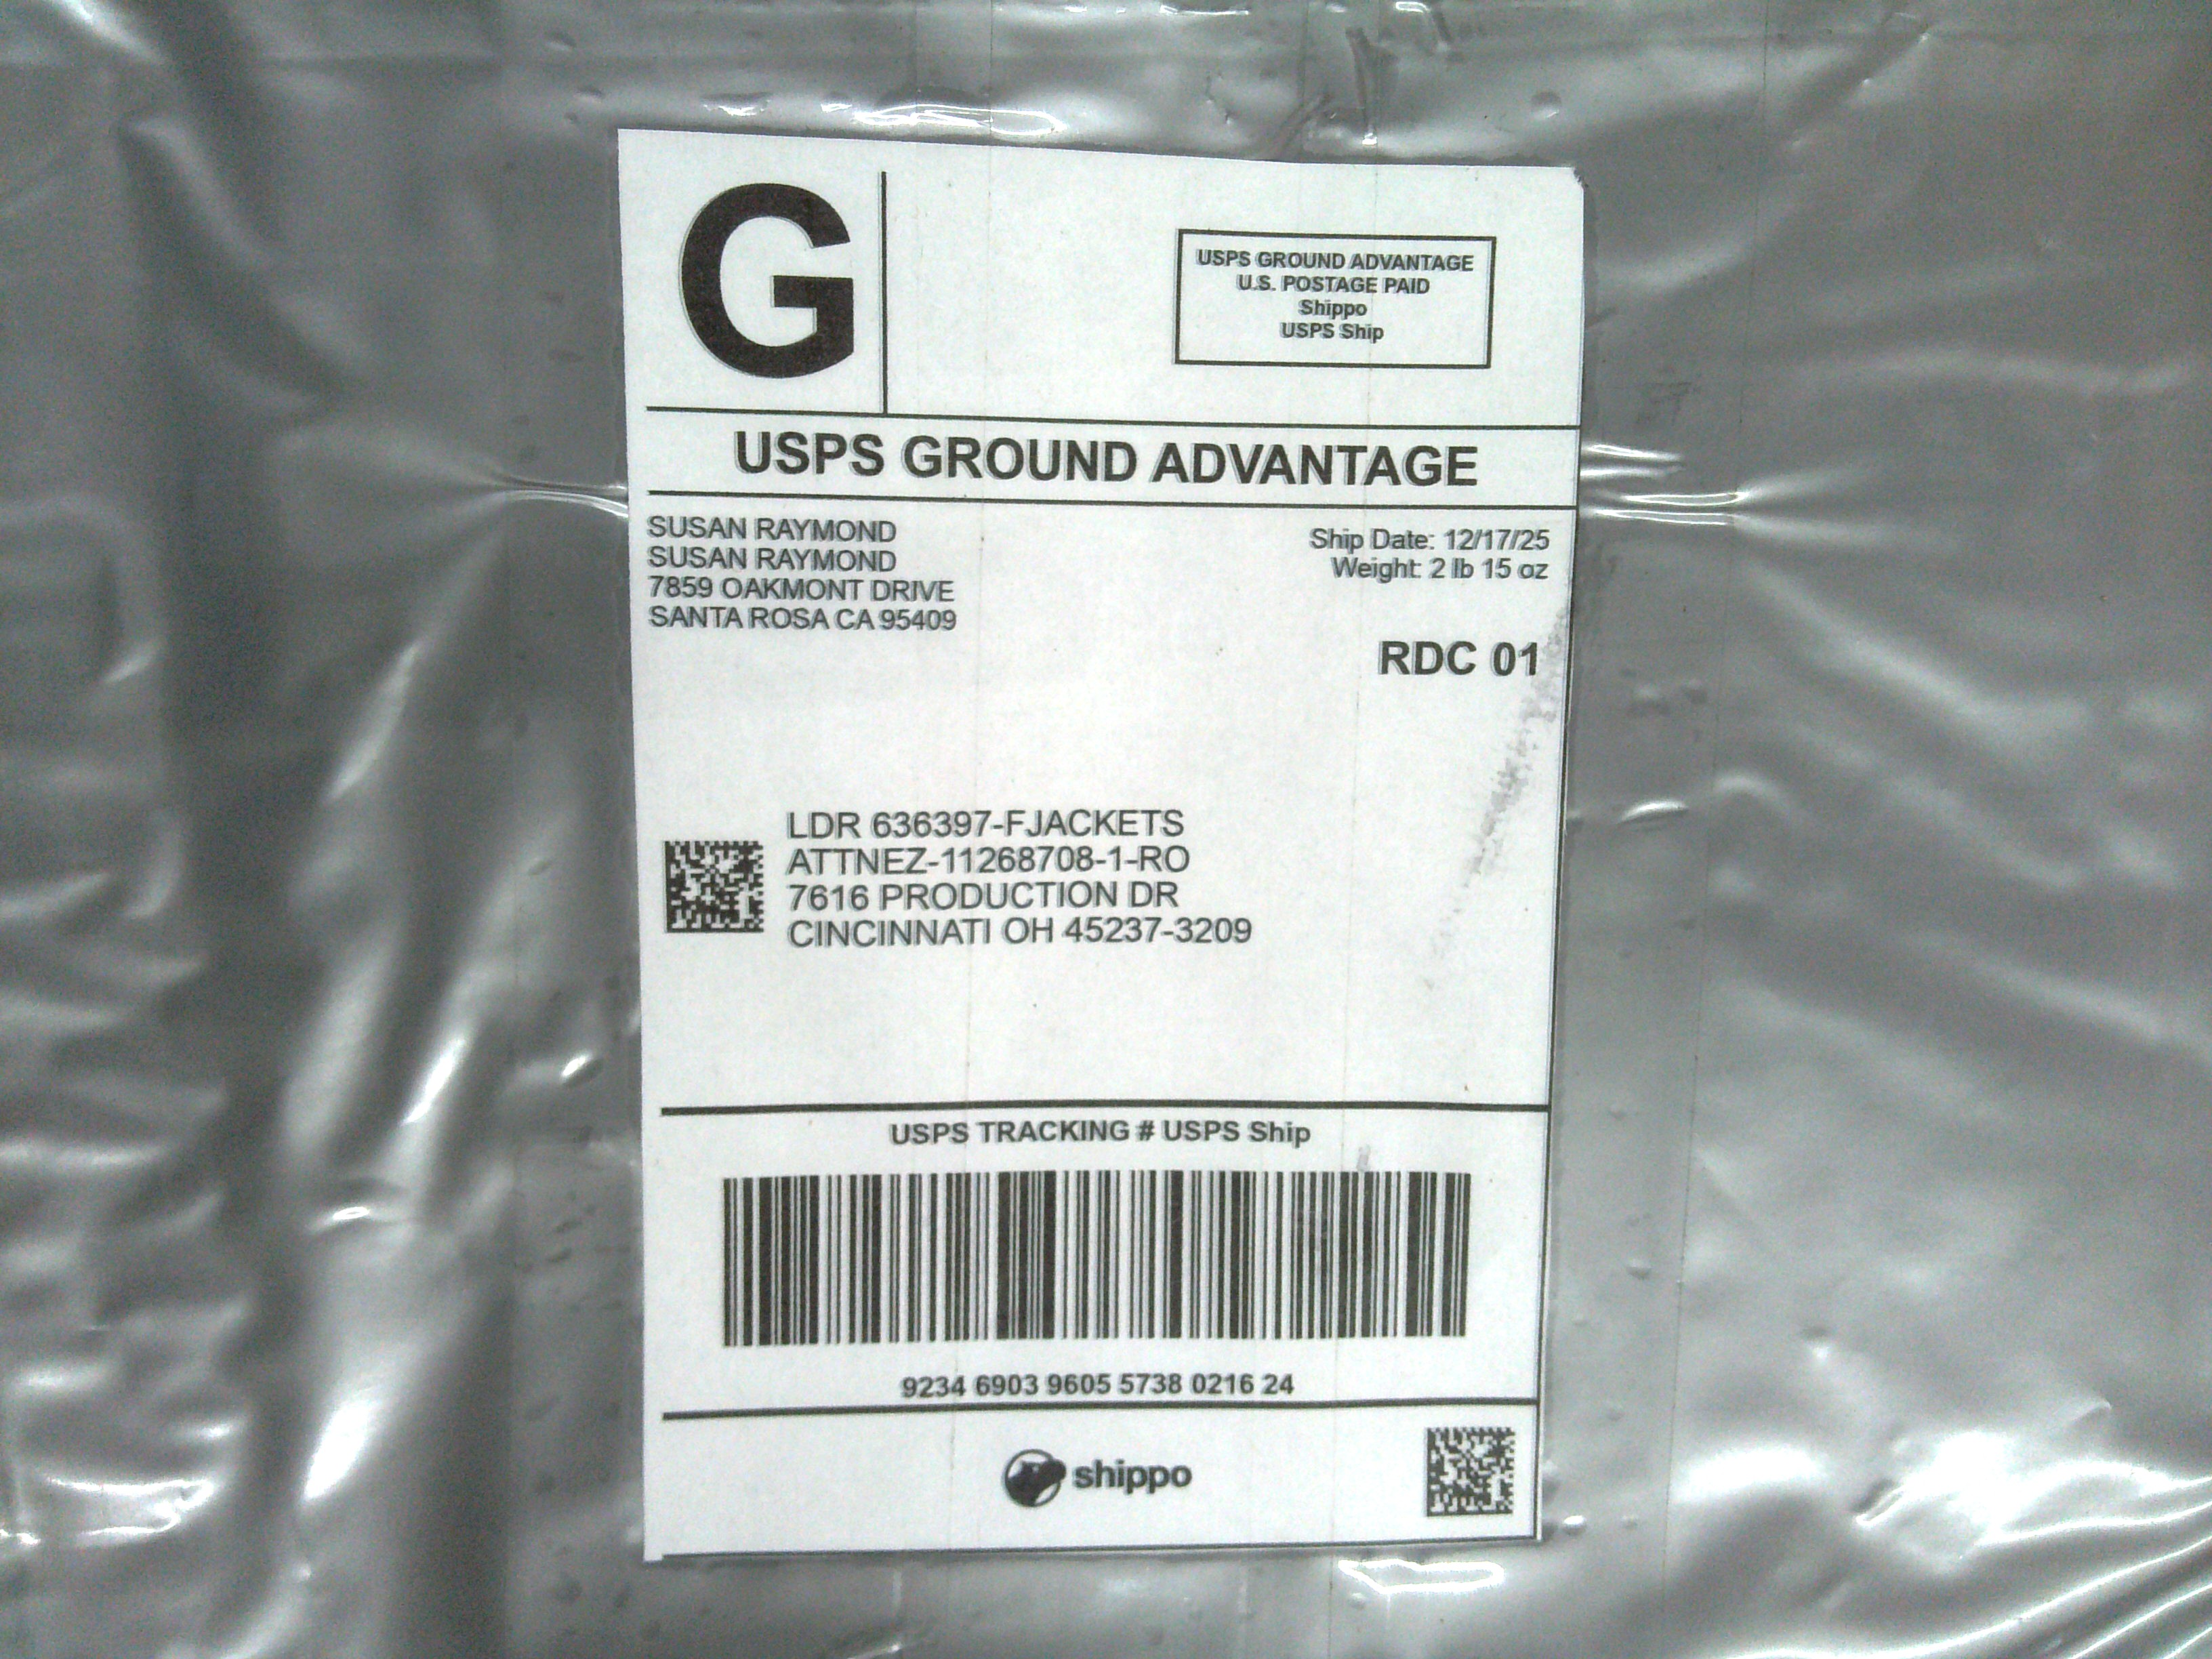 G
USPS GROUND ADVANTAGE
U.S. POSTAGE PAID
Shippo
USPS Ship
USPS GROUND ADVANTAGE
SUSAN RAYMOND
SUSAN RAYMOND
7859 OAKMONT DRIVE
SANTA ROSA CA 95409
Ship Date: 12/17/25
Weight: 2 lb 15 oz
RDC 01
LDR 636397-FJACKETS
ATTNEZ-11268708-1-RO
7616 PRODUCTION DR
CINCINNATI OH 45237-3209
USPS TRACKING # USPS Ship
9234 6903 9605 5738 0216 24
shippo